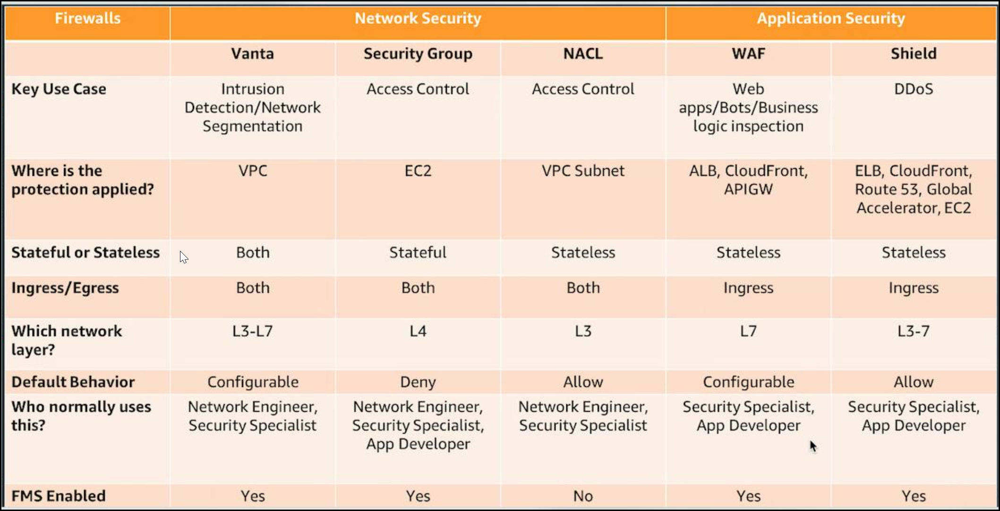 Firewalls Network Security Application Security
Vanta Security Group NACL WAF Shield
Key Use Case
Intrusion
Detection/Network
Segmentation
Access Control
Access Control
Web
apps/Bots/Business
logic inspection
DDoS
Where is the
protection applied?
VPC
EC2
VPC Subnet
ALB, CloudFront,
APIGW
ELB, CloudFront,
Route 53, Global
Accelerator, EC2
Stateful or Stateless Both Stateful Stateless Stateless Stateless
Ingress/Egress Both Both Both Ingress Ingress
Which network
layer?
L3-L7
L4
L3
L7
L3-7
Default Behavior Configurable Deny Allow Configurable Allow
Who normally uses
this?
Network Engineer,
Security Specialist
Network Engineer,
Security Specialist,
App Developer
Network Engineer,
Security Specialist
Security Specialist,
App Developer
Security Specialist,
App Developer
FMS Enabled Yes Yes No Yes Yes